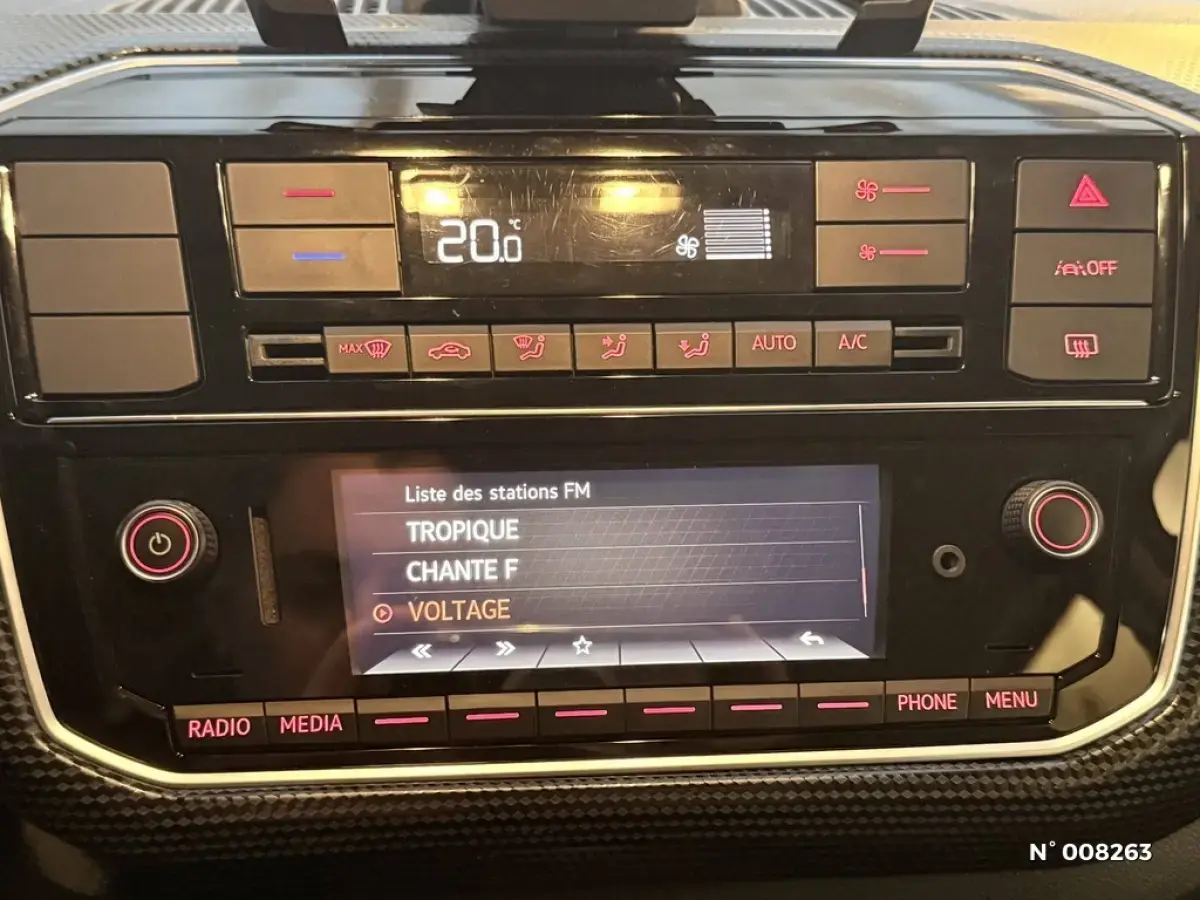 20.0 °C
OFF
MAX
AUTO
A/C
Liste des stations FM
TROPIQUE
CHANTE F
VOLTAGE
RADIO
MEDIA
PHONE
MENU
N° 008263